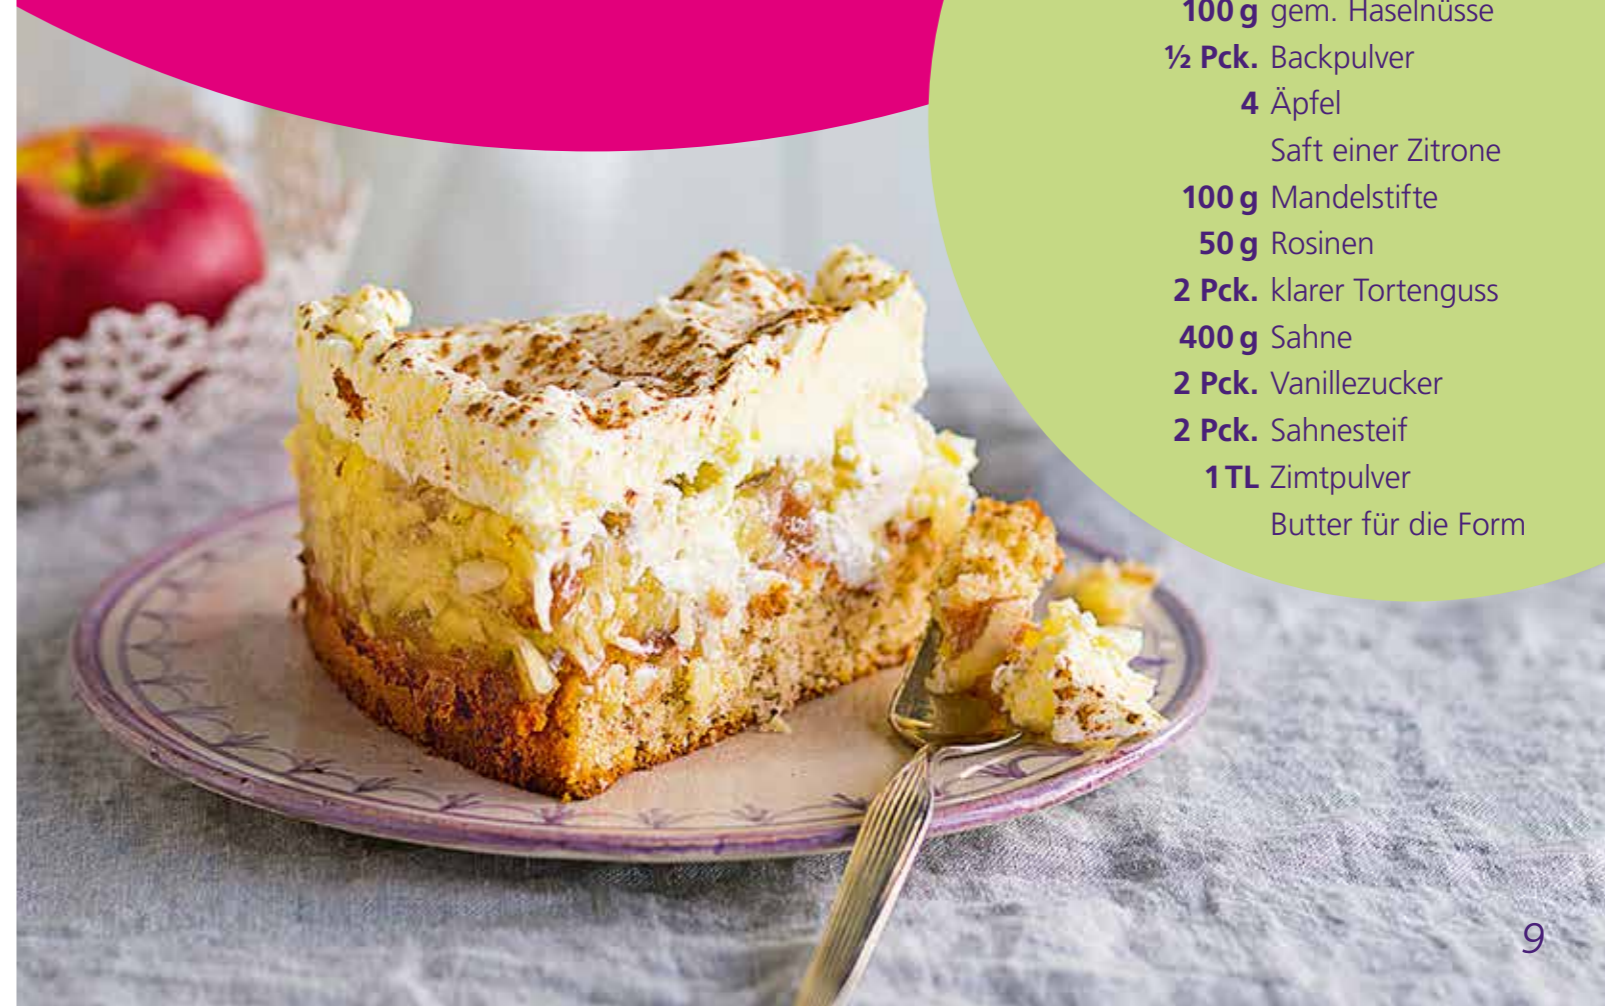 100 g gem. Haselnüsse
½ Pck. Backpulver
4 Äpfel
Saft einer Zitrone
100 g Mandelstifte
50 g Rosinen
2 Pck. klarer Tortenguss
400 g Sahne
2 Pck. Vanillezucker
2 Pck. Sahnesteif
1 TL Zimtpulver
Butter für die Form
9